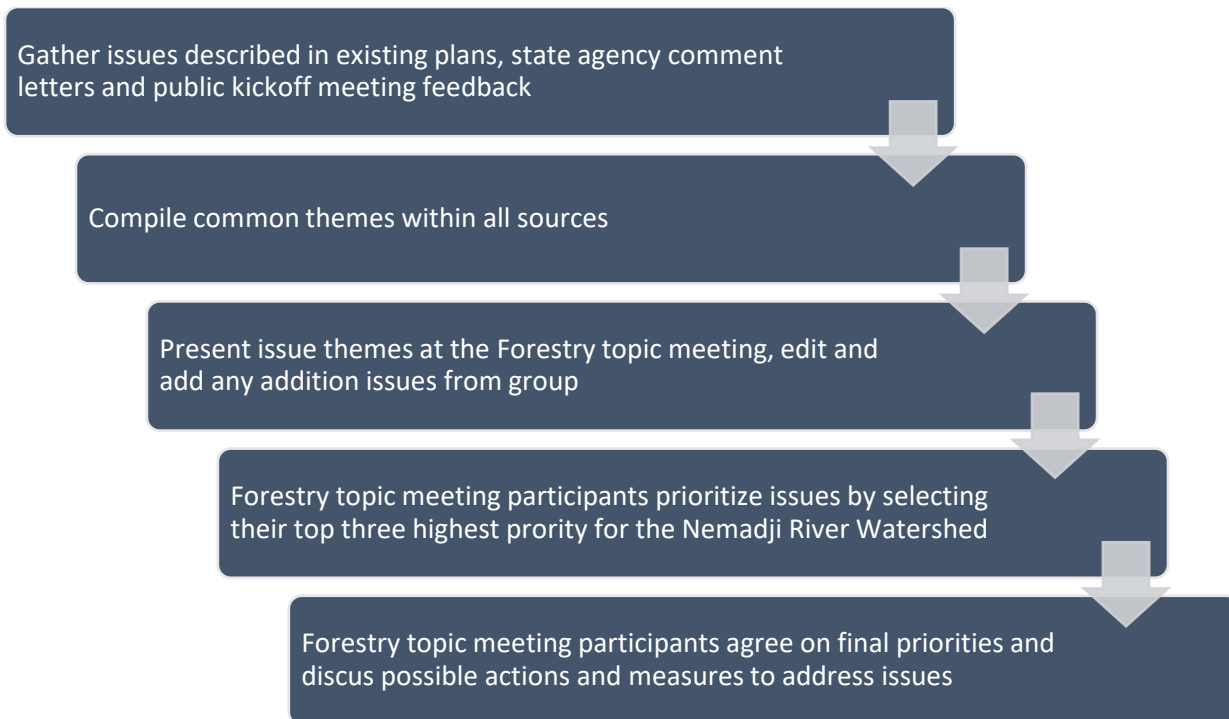 Gather issues described in existing plans, state agency comment
letters and public kickoff meeting feedback
Compile common themes within all sources
Present issue themes at the Forestry topic meeting, edit and
add any addition issues from group
Forestry topic meeting participants prioritize issues by selecting
their top three highest prority for the Nemadji River Watershed
Forestry topic meeting participants agree on final priorities and
discus possible actions and measures to address issues